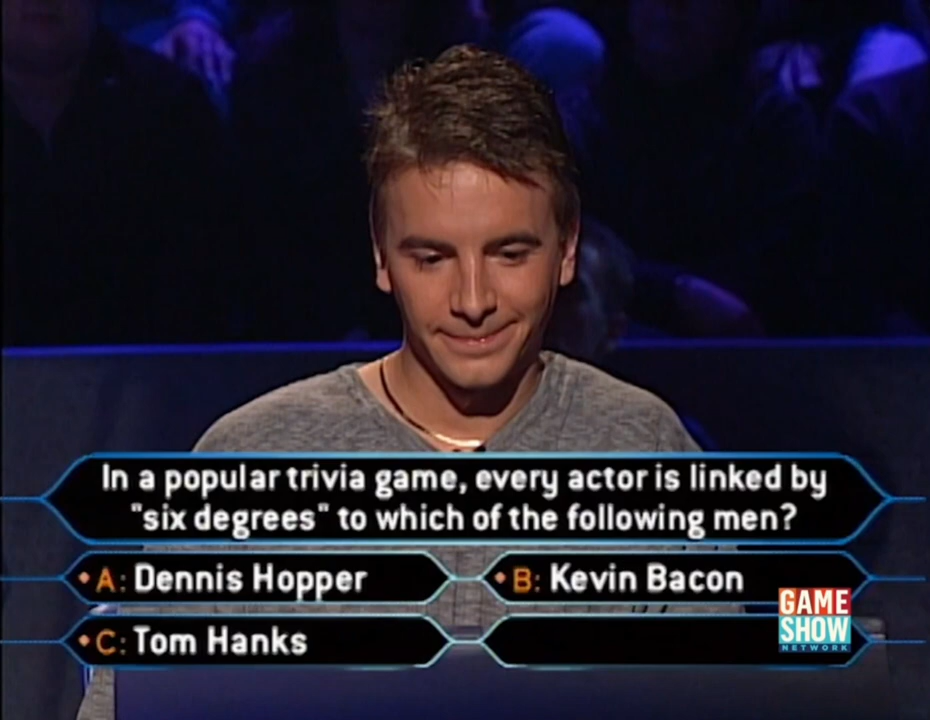 In a popular trivia game, every actor is linked by
"six degrees" to which of the following men?
A: Dennis Hopper
B: Kevin Bacon
C: Tom Hanks
GAME
SHOW
NETWORK